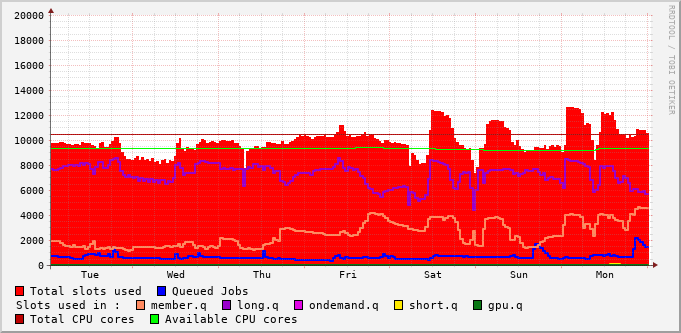 20000
18000
16000
14000
12000
10000
8000
6000
4000
2000
0
Tue Wed Thu Fri Sat Sun Mon
RRDTOOL / TOBI OETIKER
Total slots used Queued Jobs
Slots used in : member.q long.q ondemand.q short.q gpu.q
Total CPU cores Available CPU cores